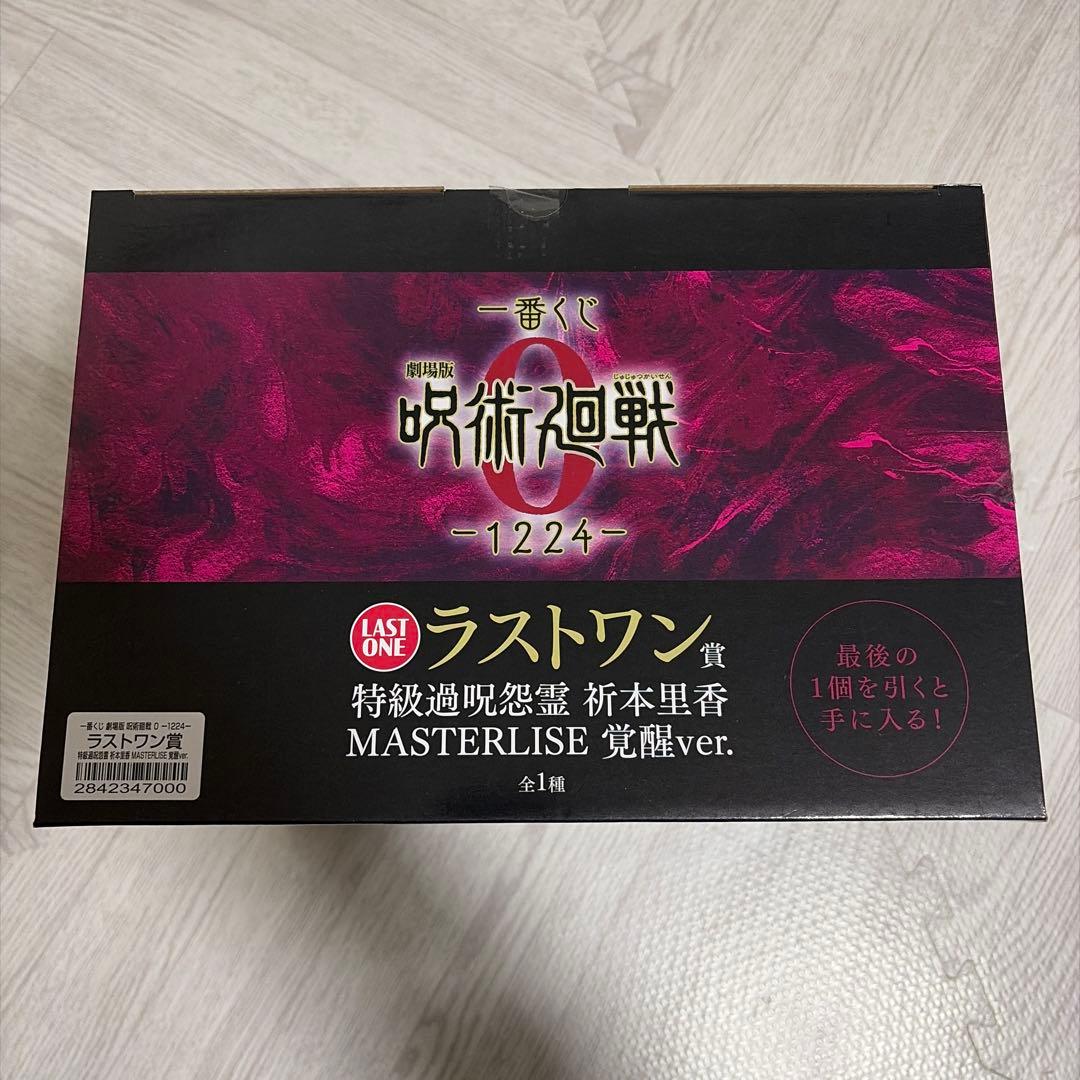 一番くじ
劇場版
じゅじゅつかいせん
呪術廻戦
0
-1224-
LAST
ONE
ラストワン賞
特級過呪怨霊 祈本里香
MASTERLISE 覚醒ver.
全1種
最後の
1個を引くと
手に入る!
一番くじ 劇場版 呪術廻戦 0 -1224-
ラストワン賞
特級過呪怨霊 祈本里香 MASTERLISE 覚醒ver.
2842347000